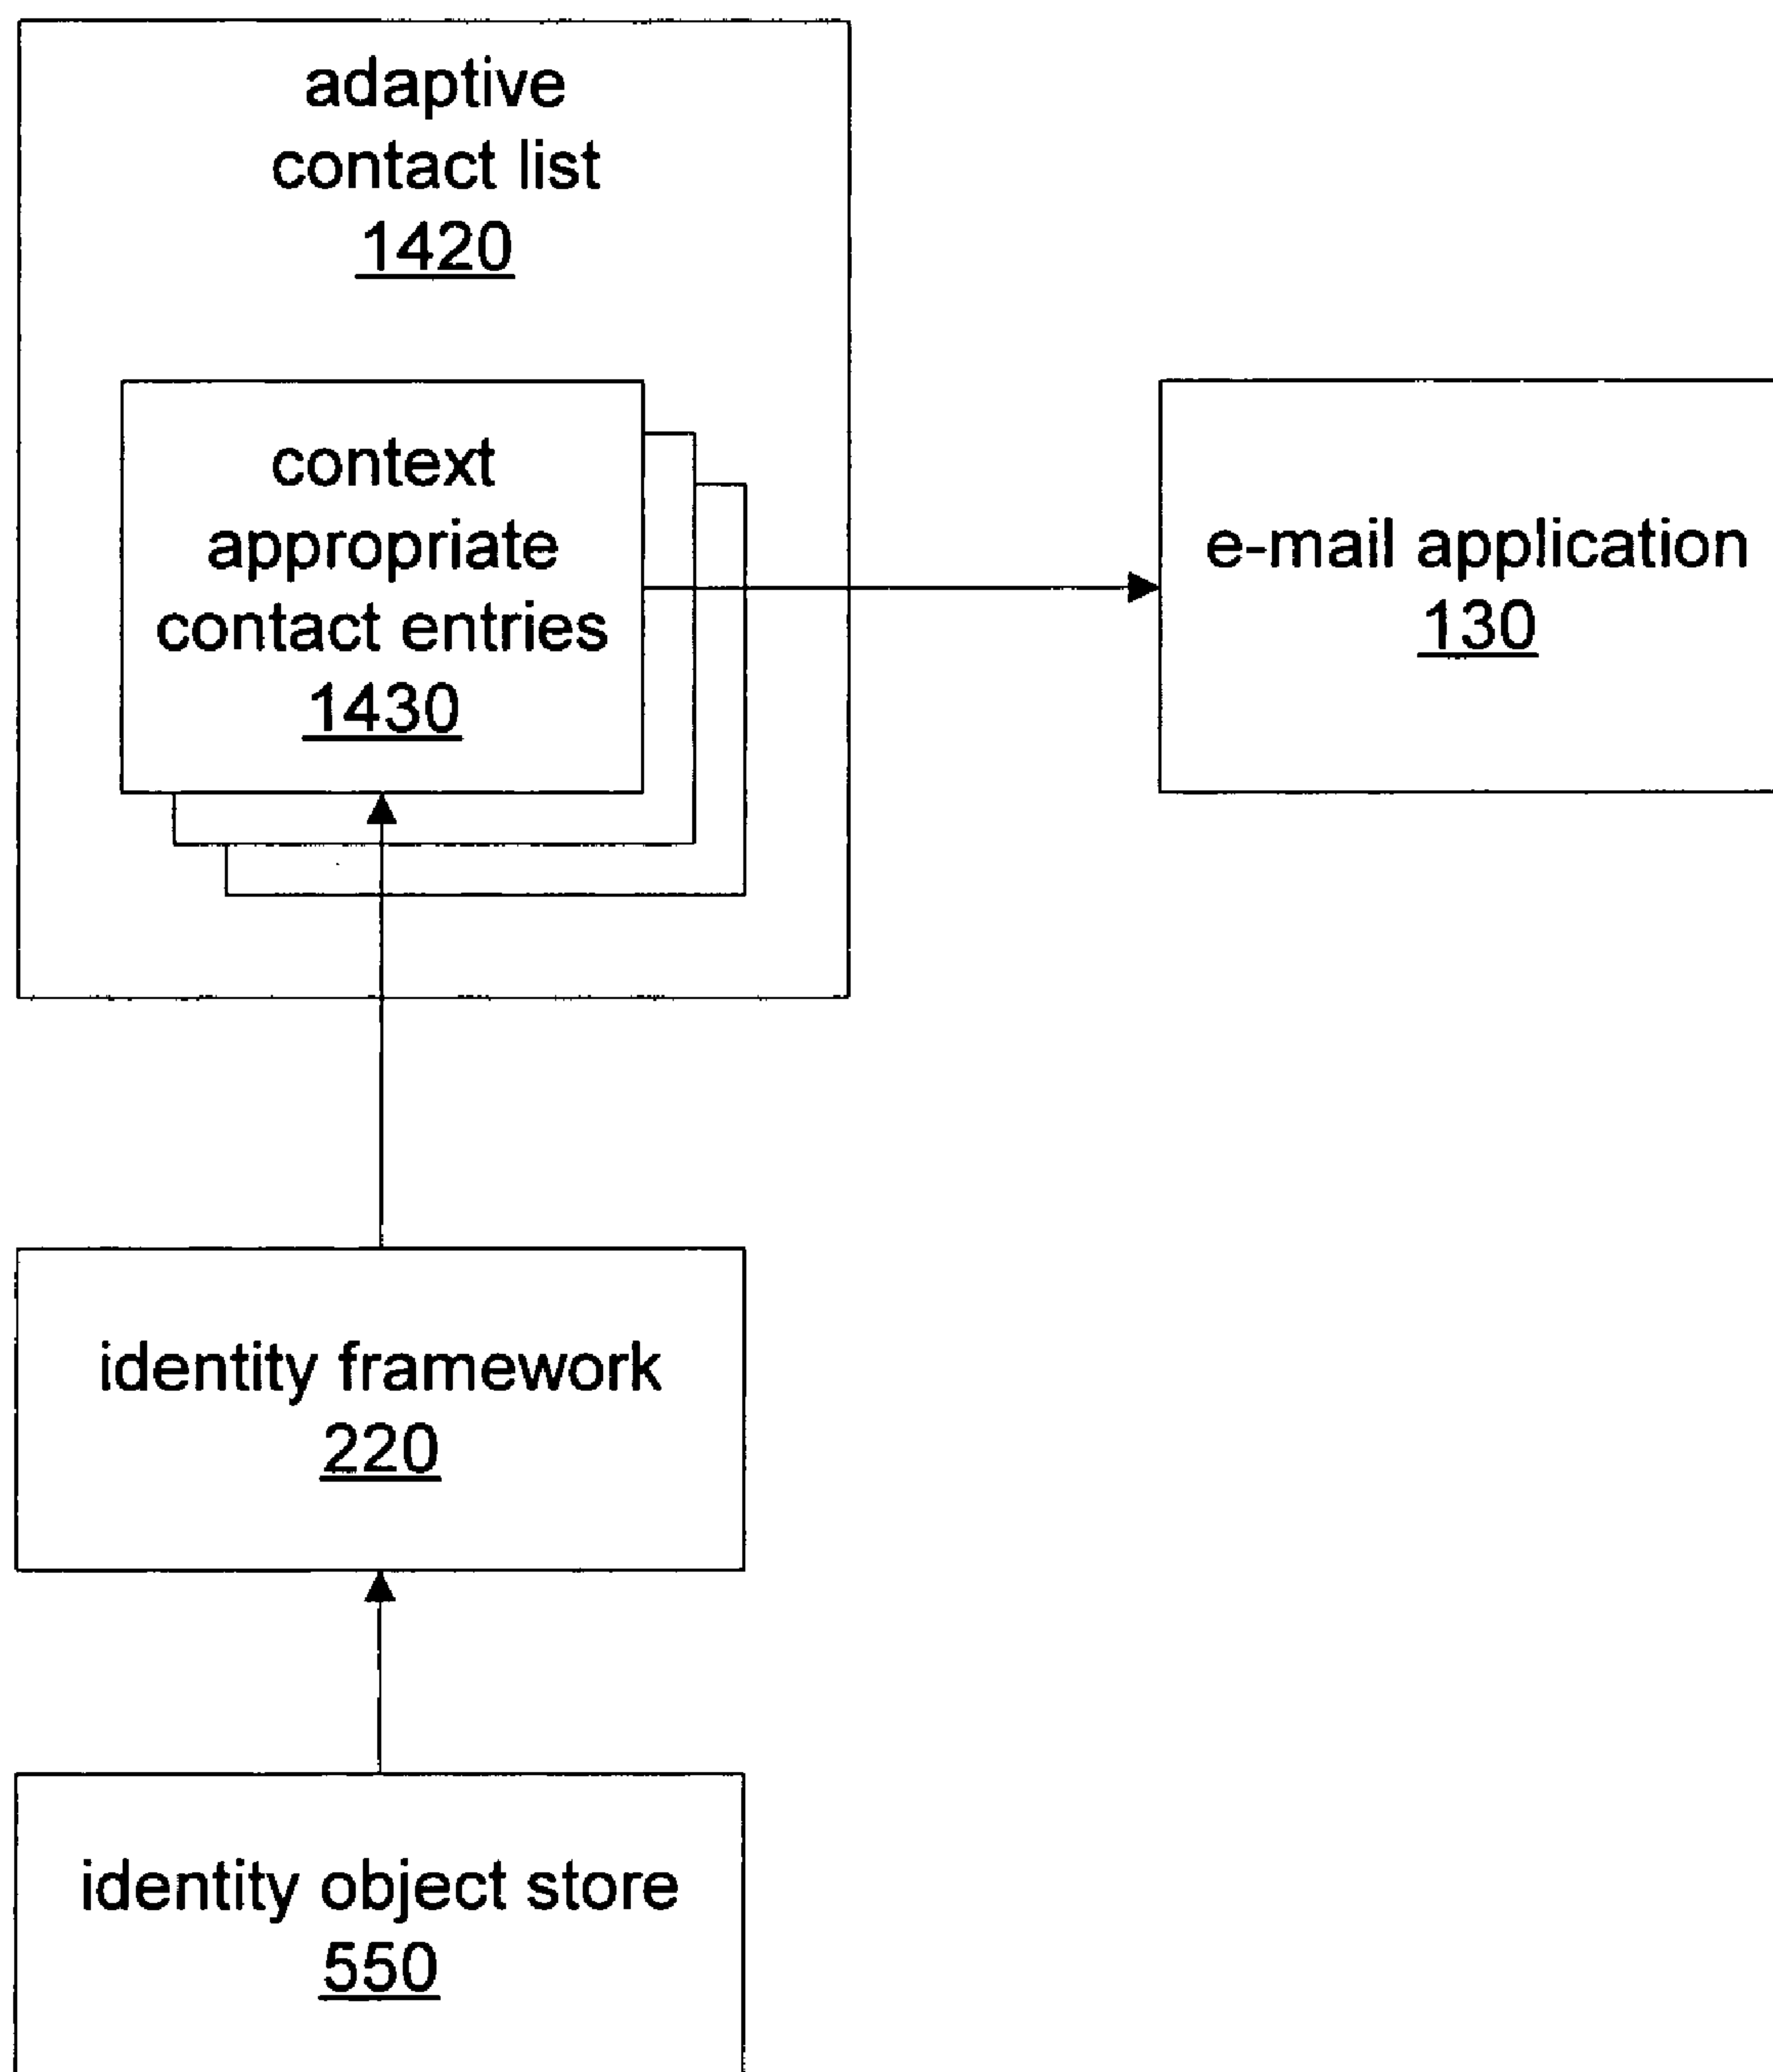 adaptive
contact list
1420
context
appropriate
contact entries
1430
e-mail application
130
identity framework
220
identity object store
550